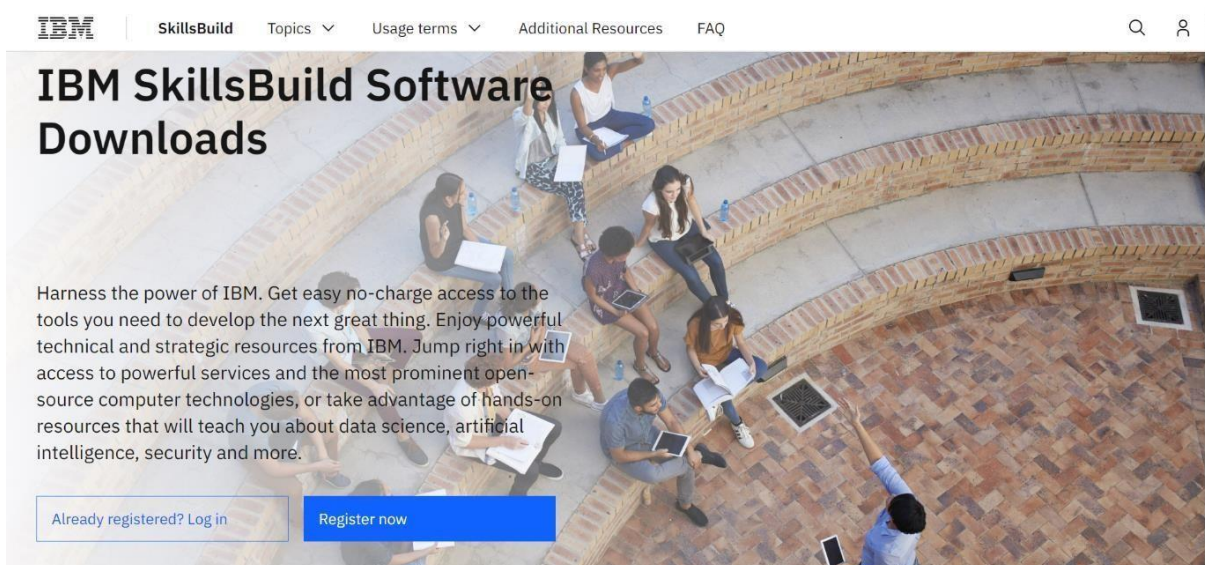 IBM
SkillsBuild
Topics
Usage terms
Additional Resources
FAQ
IBM SkillsBuild Software
Downloads
Harness the power of IBM. Get easy no-charge access to the
tools you need to develop the next great thing. Enjoy powerful
technical and strategic resources from IBM. Jump right in with
access to powerful services and the most prominent open-
source computer technologies, or take advantage of hands-on
resources that will teach you about data science, artificial
intelligence, security and more.
Already registered? Log in
Register now